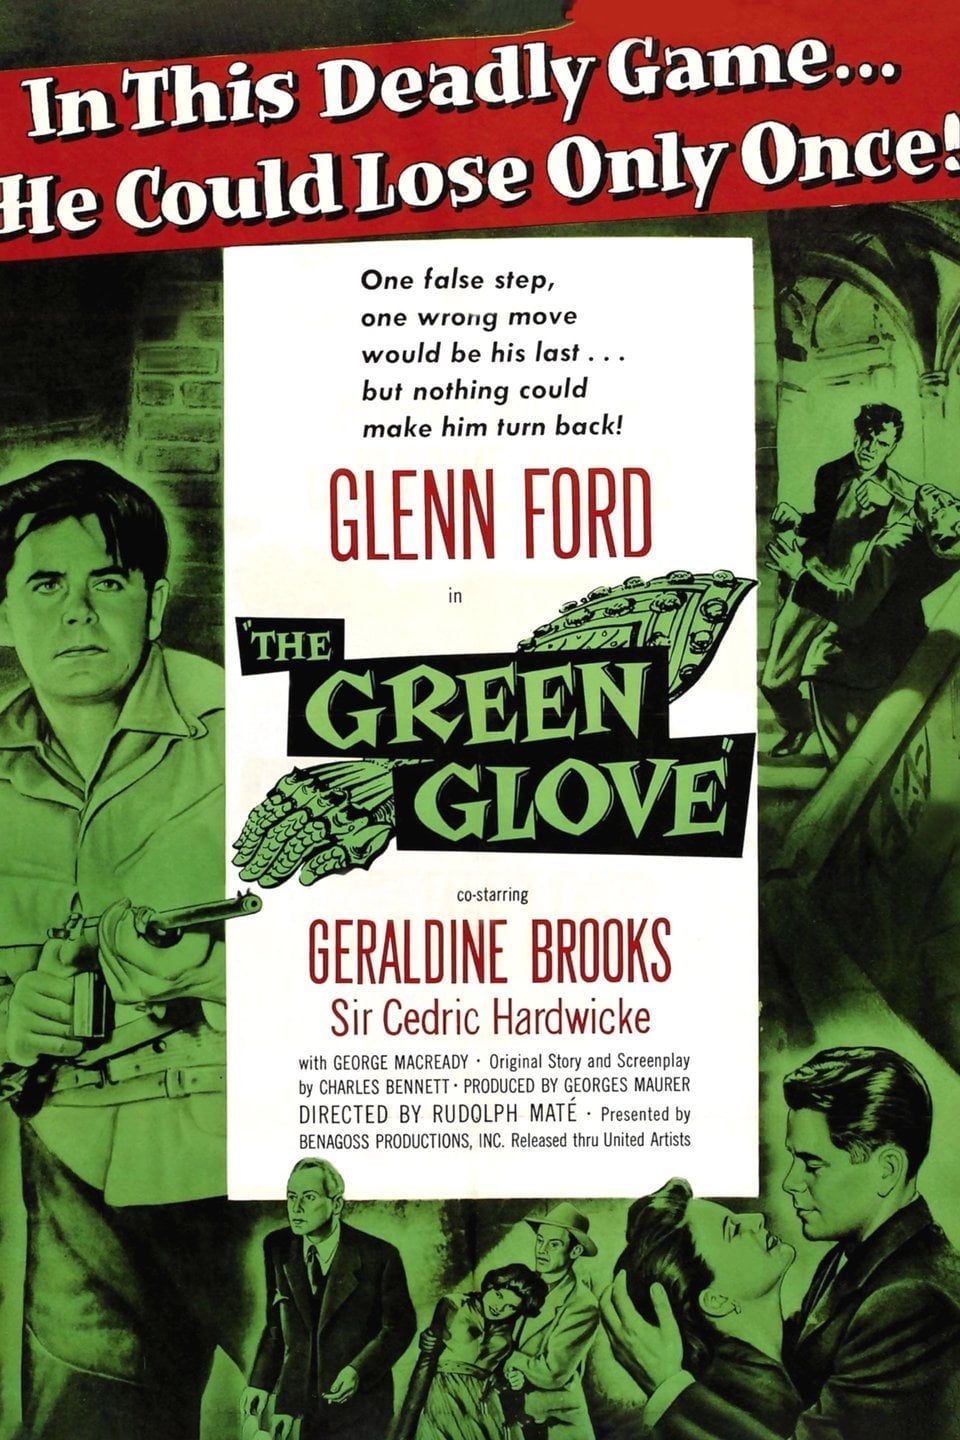 In This Deadly Game...
He Could Lose Only Once!
One false step,
one wrong move
would be his last . . .
but nothing could
make him turn back!
GLENN FORD
in
"THE
GREEN
GLOVE"
co-starring
GERALDINE BROOKS
Sir Cedric Hardwicke
with GEORGE MACREADY · Original Story and Screenplay
by CHARLES BENNETT · PRODUCED BY GEORGES MAURER
DIRECTED BY RUDOLPH MATÉ · Presented by
BENAGOSS PRODUCTIONS, INC. Released thru United Artists